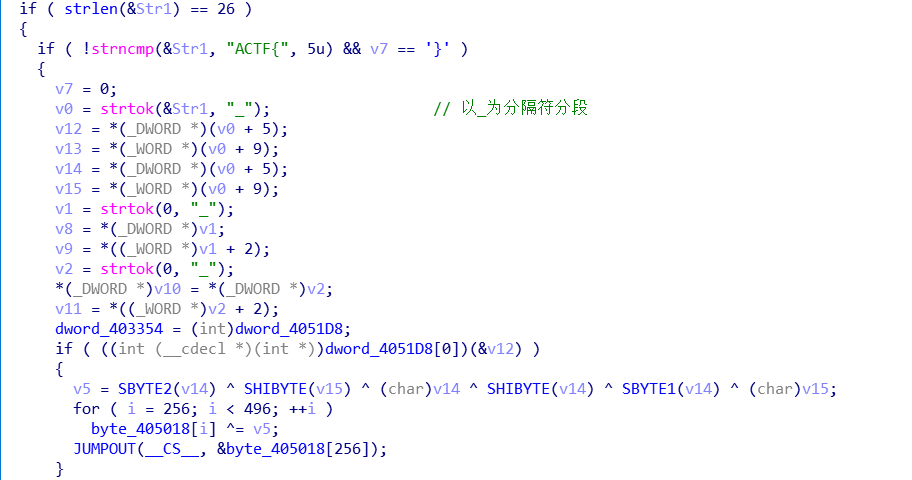 if ( strlen(&Str1) == 26 )
{
if ( !strncmp(&Str1, "ACTF{", 5u) && v7 == '}' )
{
v7 = 0;
v0 = strtok(&Str1, "_"); // 以_为分隔符分段
v12 = *(_DWORD *)(v0 + 5);
v13 = *(_WORD *)(v0 + 9);
v14 = *(_DWORD *)(v0 + 5);
v15 = *(_WORD *)(v0 + 9);
v1 = strtok(0, "_");
v8 = *(_DWORD *)v1;
v9 = *((_WORD *)v1 + 2);
v2 = strtok(0, "_");
*(_DWORD *)v10 = *(_DWORD *)v2;
v11 = *((_WORD *)v2 + 2);
dword_403354 = (int)dword_4051D8;
if ( ((int (__cdecl *)(int *))dword_4051D8[0])(&v12) )
{
v5 = SBYTE2(v14) ^ SHIBYTE(v15) ^ (char)v14 ^ SHIBYTE(v14) ^ SBYTE1(v14) ^ (char)v15;
for ( i = 256; i < 496; ++i )
byte_405018[i] ^= v5;
JUMPOUT(__CS__, &byte_405018[256]);
}